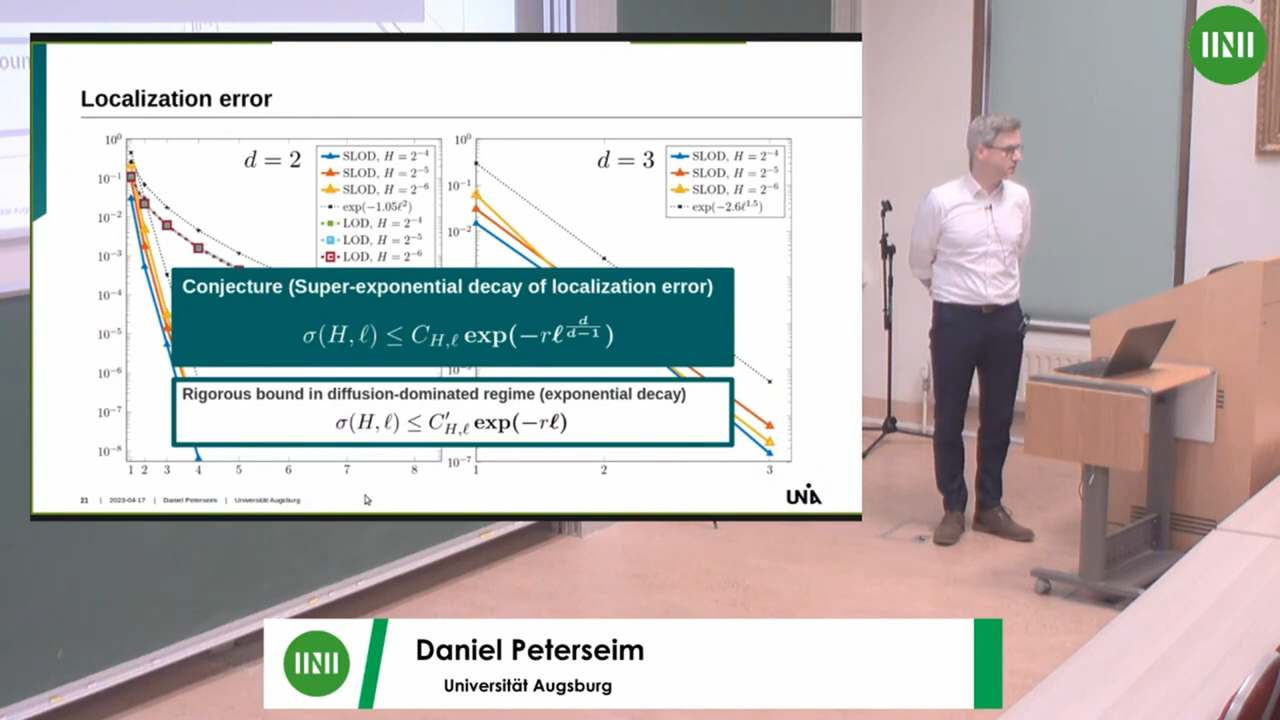 oun
Localization error
10⁰
10⁻¹
10⁻²
10⁻³
10⁻⁴
10⁻⁵
10⁻⁶
10⁻⁷
10⁻⁸
1 2 3 4 5 6 7 8
d = 2
SLOD, H = 2⁻⁴
SLOD, H = 2⁻⁵
SLOD, H = 2⁻⁶
exp(−1.05ℓ²)
LOD, H = 2⁻⁴
LOD, H = 2⁻⁵
LOD, H = 2⁻⁶
10⁰
10⁻¹
10⁻²
10⁻⁷
1 2 3
d = 3
SLOD, H = 2⁻⁴
SLOD, H = 2⁻⁵
SLOD, H = 2⁻⁶
exp(−2.6ℓ¹·⁵)
Conjecture (Super-exponential decay of localization error)
σ(H, ℓ) ≤ C_{H,ℓ} exp(−rℓ^{d/(d−1)})
Rigorous bound in diffusion-dominated regime (exponential decay)
σ(H, ℓ) ≤ C′_{H,ℓ} exp(−rℓ)
21 | 2023-04-17 | Daniel Peterseim | Universität Augsburg
UNIA
Daniel Peterseim
Universität Augsburg